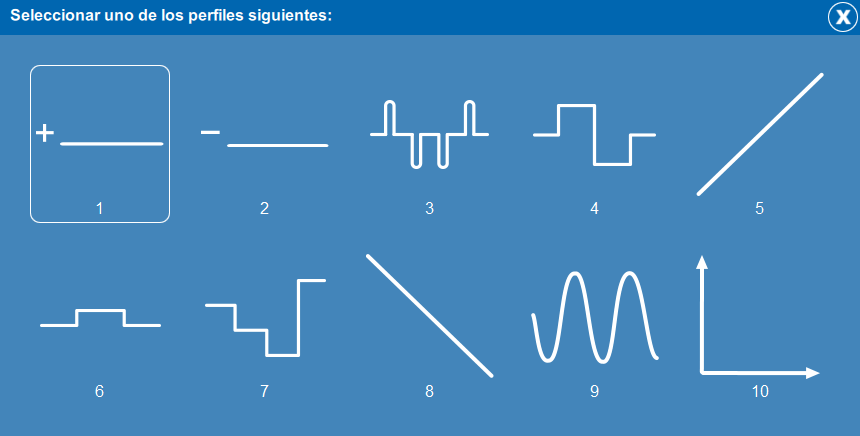 Seleccionar uno de los perfiles siguientes: X
+ −
1 2 3 4 5
6 7 8 9 10